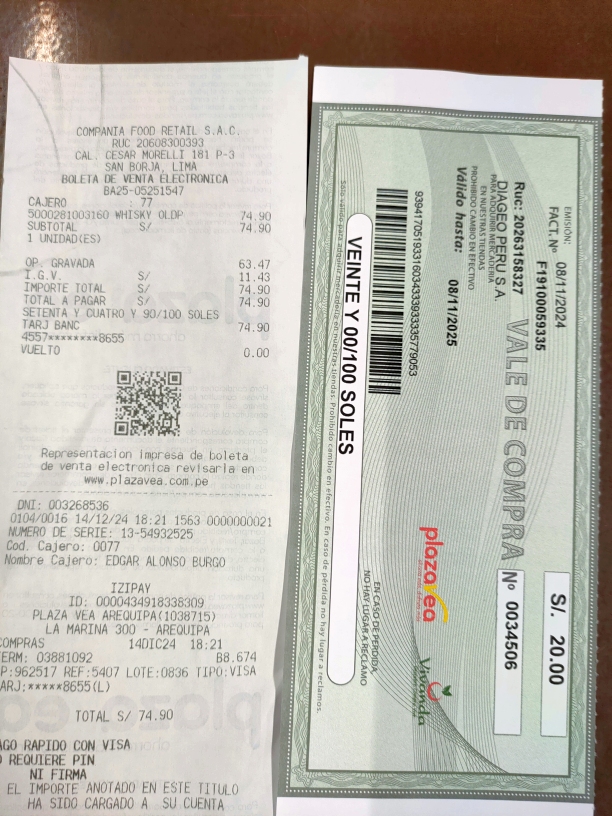 COMPANIA FOOD RETAIL S.A.C.
RUC 20608300393
CAL. CESAR MORELLI 181 P-3
SAN BORJA, LIMA
BOLETA DE VENTA ELECTRONICA
BA25-05251547
CAJERO : 77
5000281003160 WHISKY OLDP 74.90
SUBTOTAL S/ 74.90
1 UNIDAD(ES)
OP. GRAVADA 63.47
I.G.V. S/ 11.43
IMPORTE TOTAL S/ 74.90
TOTAL A PAGAR S/ 74.90
SETENTA Y CUATRO Y 90/100 SOLES
TARJ BANC 74.90
4557********8655
VUELTO 0.00
Representacion impresa de boleta
de venta electronica revisarla en
www.plazavea.com.pe
DNI: 003268536
0104/0016 14/12/24 18:21 1563 0000000021
NUMERO DE SERIE: 13-54932525
Cod. Cajero: 0077
Nombre Cajero: EDGAR ALONSO BURGO
IZIPAY
ID: 0000434918338309
PLAZA VEA AREQUIPA(1038715)
LA MARINA 300 - AREQUIPA
COMPRAS 14DIC24 18:21
TERM: 03881092 B8.674
P:962517 REF:5407 LOTE:0836 TIPO:VISA
ARJ:*****8655(L)
TOTAL S/ 74.90
AGO RAPIDO CON VISA
O REQUIERE PIN
NI FIRMA
EL IMPORTE ANOTADO EN ESTE TITULO
HA SIDO CARGADO A SU CUENTA
EMISIÓN: 08/11/2024
FACT. Nº F19100059335
Ruc: 20263158327
DIAGEO PERU S.A.
PARA ADQUIRIR MERCADERIA
EN NUESTRAS TIENDAS
PROHIBIDO CAMBIO EN EFECTIVO
Válido hasta: 08/11/2025
VALE DE COMPRA
S/. 20.00
Nº 0034506
plazavea
Vivanda
EN CASO DE PERDIDA
NO HAY LUGAR A RECLAMO
VEINTE Y 00/100 SOLES
Sólo válido para adquirir mercadería en nuestras tiendas. Prohibido cambio en efectivo. En caso de pérdida no hay lugar a reclamos.